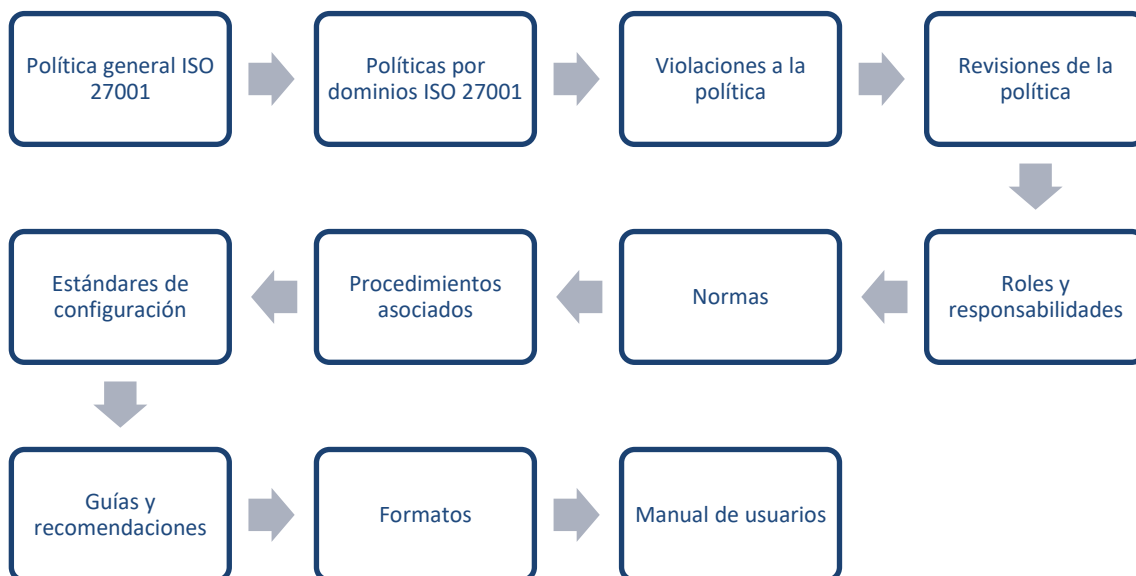 Política general ISO
27001
Políticas por
dominios ISO 27001
Violaciones a la
política
Revisiones de la
política
Roles y
responsabilidades
Normas
Procedimientos
asociados
Estándares de
configuración
Guías y
recomendaciones
Formatos
Manual de usuarios